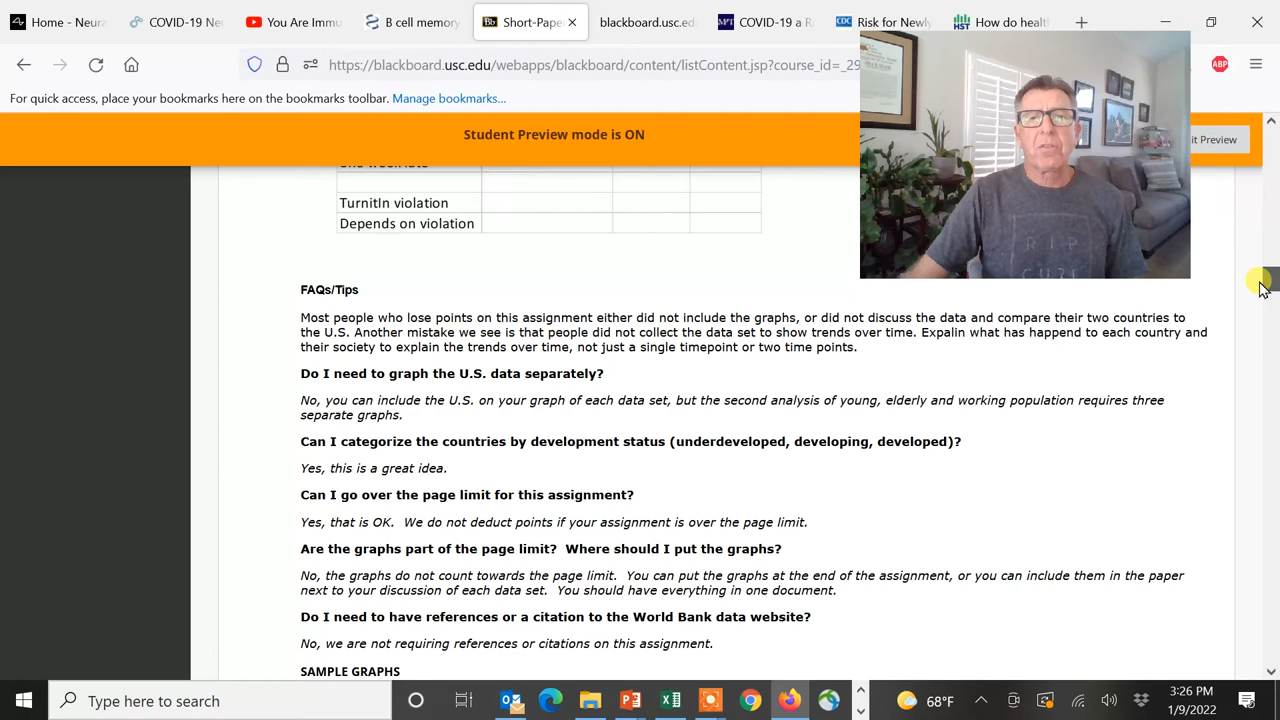 Home - Neura
COVID-19 Ne
You Are Immu
B cell memory
Short-Pape
blackboard.usc.ed
COVID-19 a R
Risk for Newly
How do healt
https://blackboard.usc.edu/webapps/blackboard/content/listContent.jsp?course_id=_29
ABP
For quick access, place your bookmarks here on the bookmarks toolbar. Manage bookmarks...
Student Preview mode is ON
it Preview
TurnitIn violation
Depends on violation
RIP
CURL
FAQs/Tips
Most people who lose points on this assignment either did not include the graphs, or did not discuss the data and compare their two countries to
the U.S. Another mistake we see is that people did not collect the data set to show trends over time. Expalin what has happend to each country and
their society to explain the trends over time, not just a single timepoint or two time points.
Do I need to graph the U.S. data separately?
No, you can include the U.S. on your graph of each data set, but the second analysis of young, elderly and working population requires three
separate graphs.
Can I categorize the countries by development status (underdeveloped, developing, developed)?
Yes, this is a great idea.
Can I go over the page limit for this assignment?
Yes, that is OK. We do not deduct points if your assignment is over the page limit.
Are the graphs part of the page limit? Where should I put the graphs?
No, the graphs do not count towards the page limit. You can put the graphs at the end of the assignment, or you can include them in the paper
next to your discussion of each data set. You should have everything in one document.
Do I need to have references or a citation to the World Bank data website?
No, we are not requiring references or citations on this assignment.
SAMPLE GRAPHS
Type here to search
68°F
3:26 PM
1/9/2022